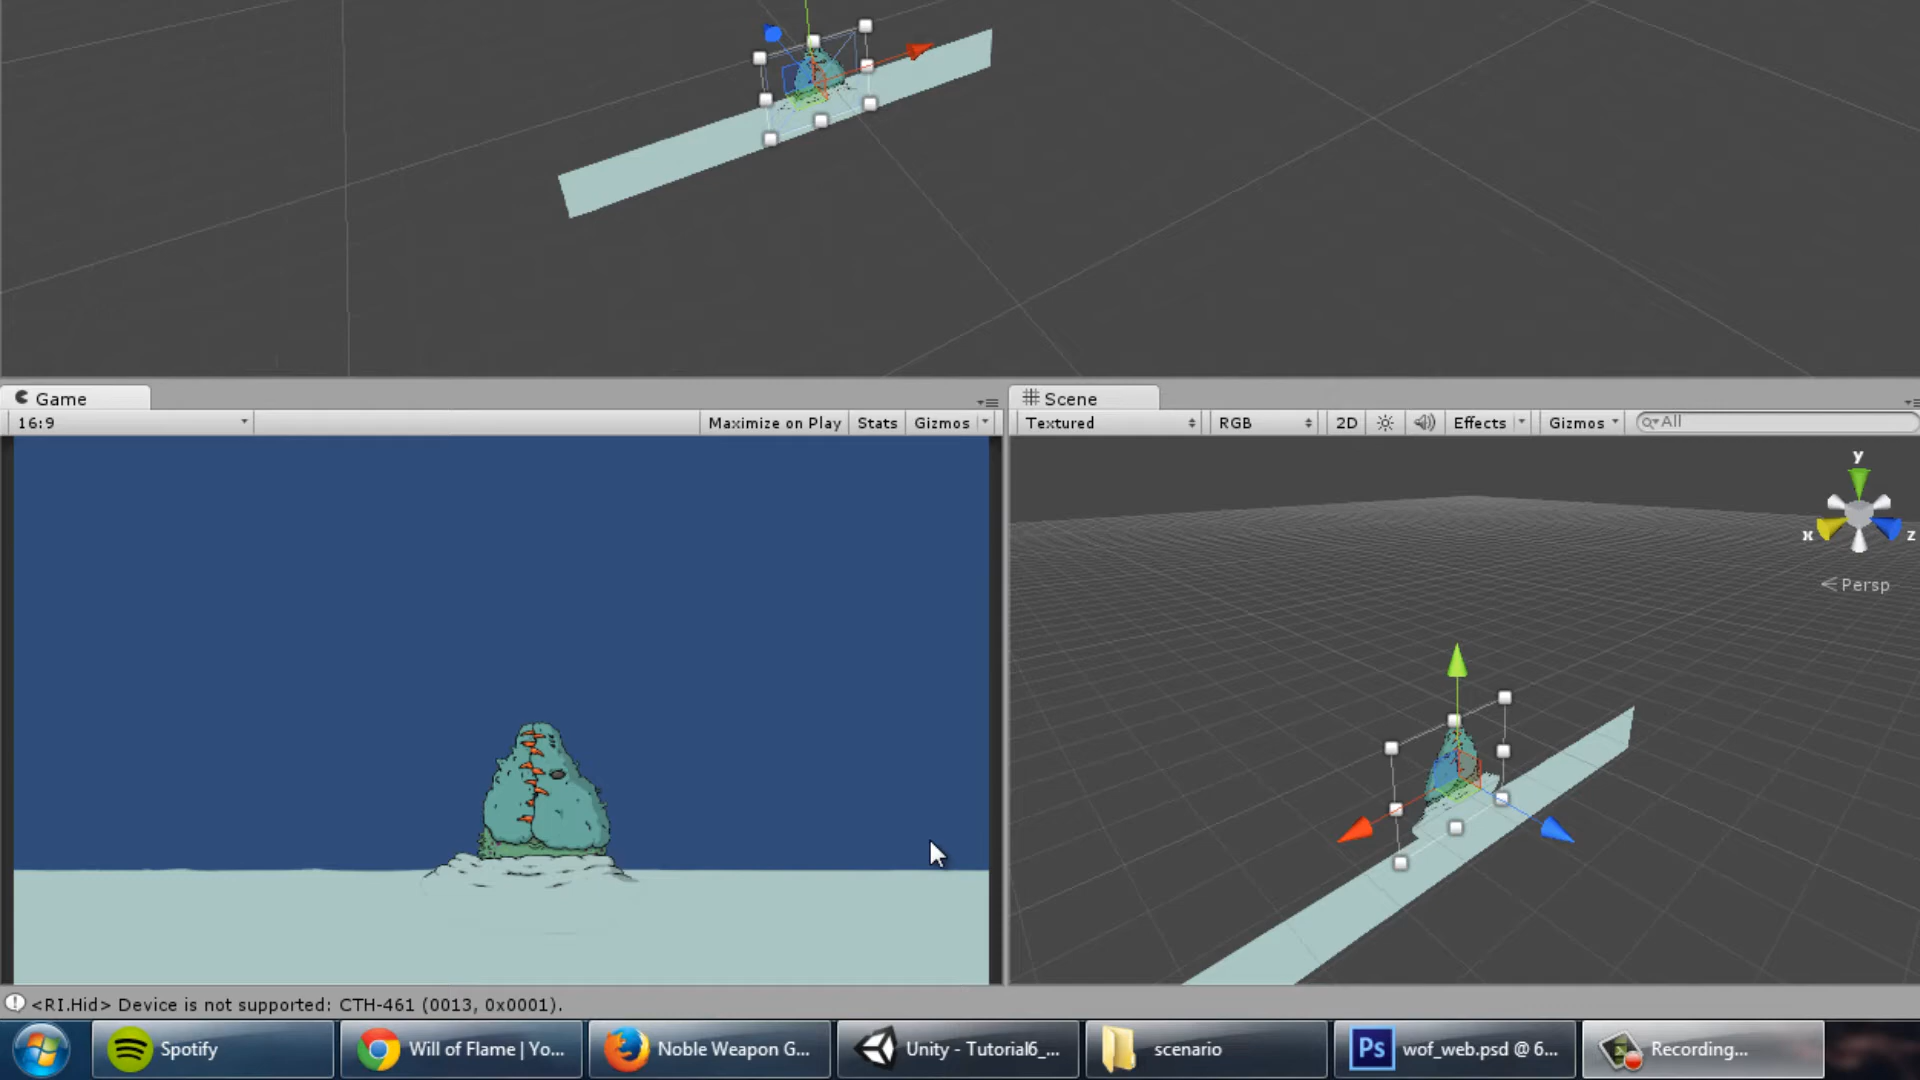 Game
Scene
16:9
Maximize on Play
Stats
Gizmos
Textured
RGB
2D
Effects
Gizmos
All
y
x
z
Persp
<RI.Hid> Device is not supported: CTH-461 (0013, 0x0001).
Spotify
Will of Flame | Yo...
Noble Weapon G...
Unity - Tutorial6_...
scenario
Ps
wof_web.psd @ 6...
Recording...